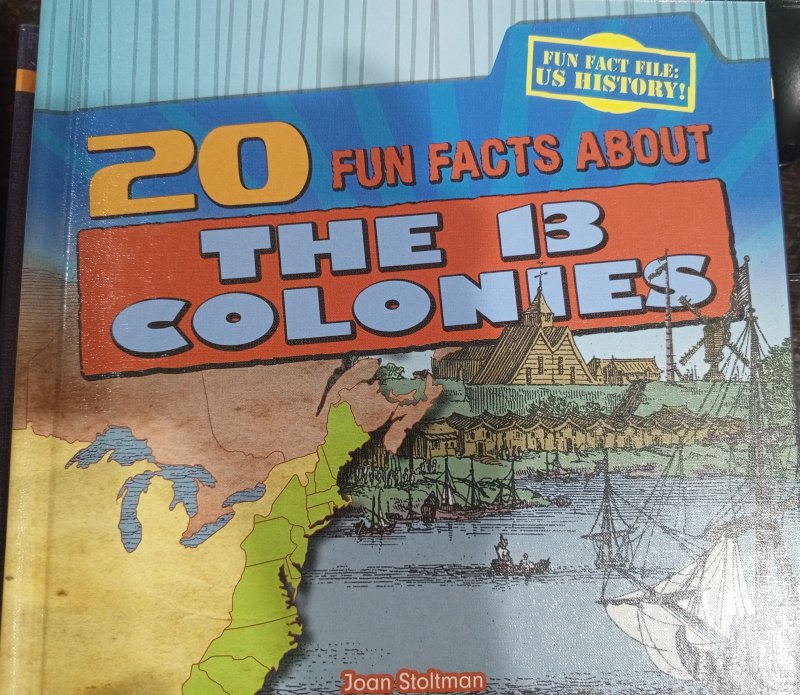 FUN FACT FILE:
US HISTORY!
20 FUN FACTS ABOUT
THE 13
COLONIES
Joan Stoltman